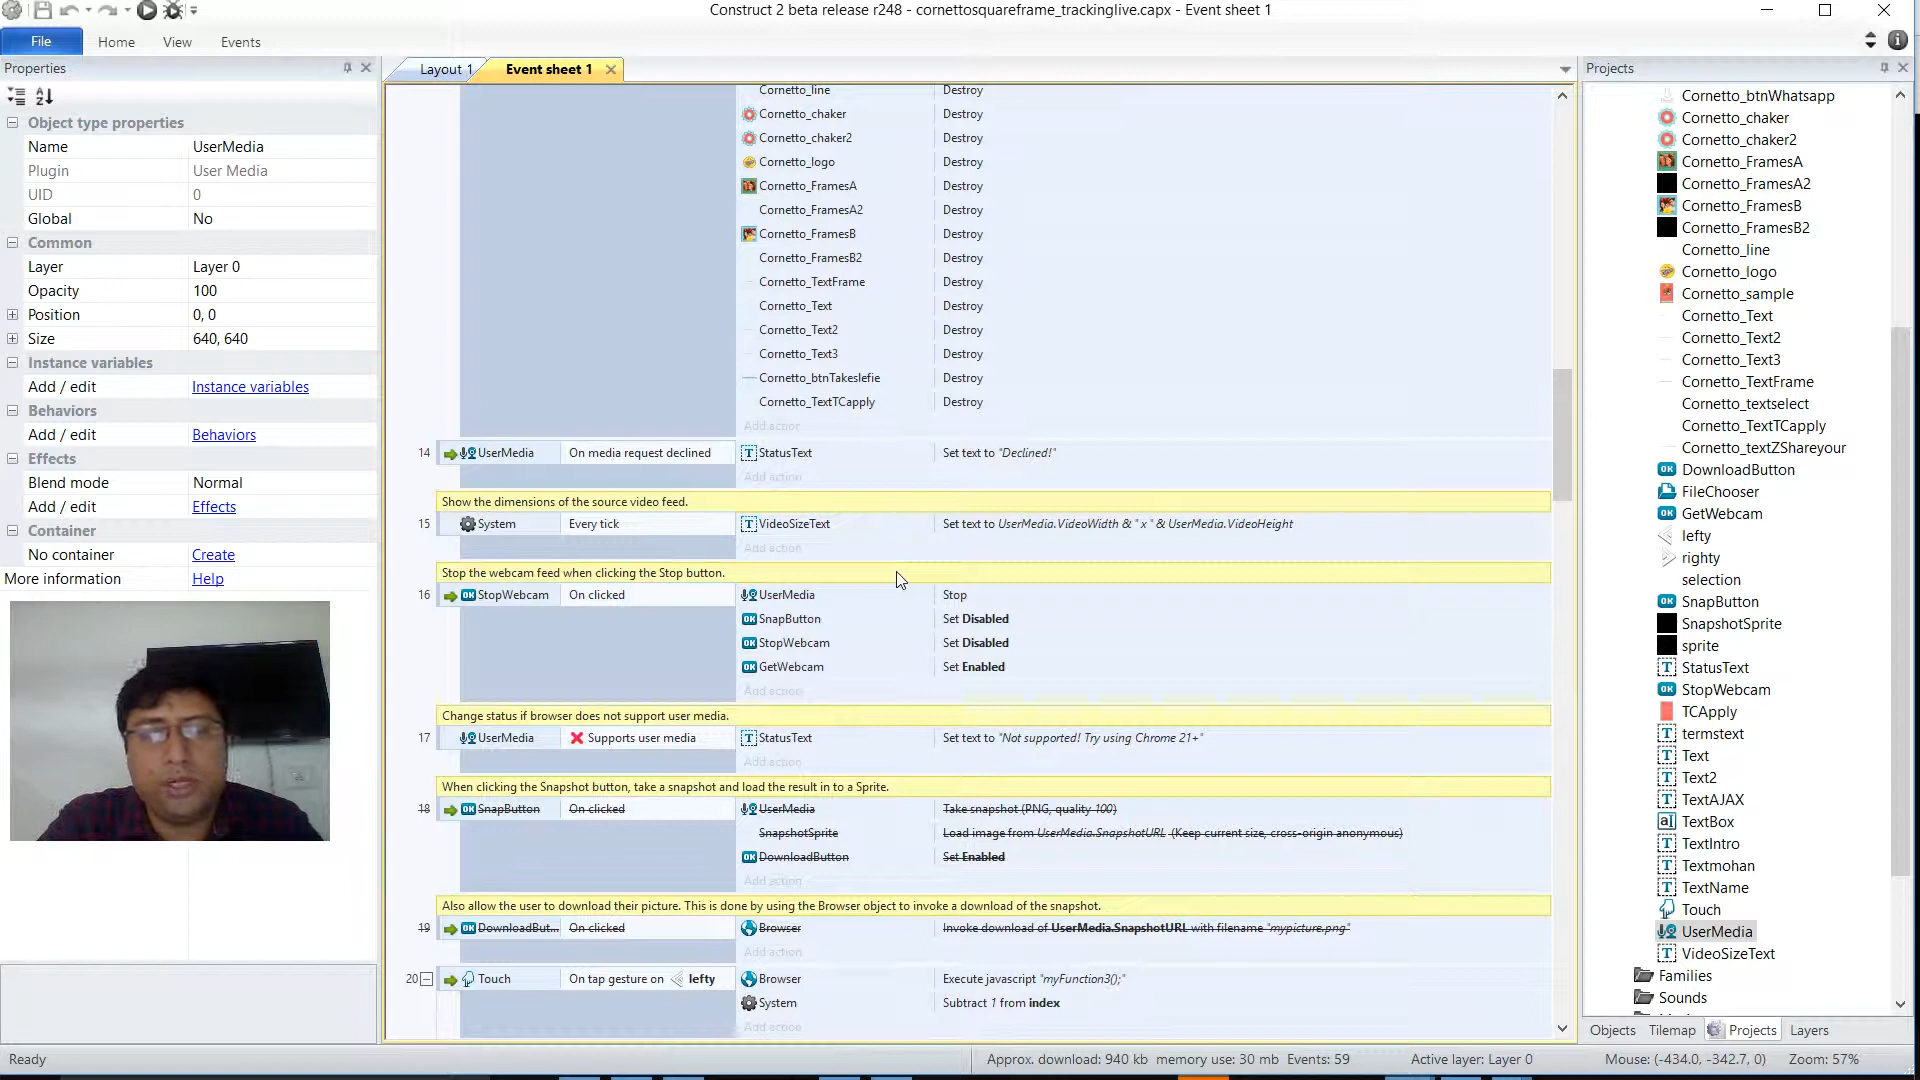 Construct 2 beta release r248 - cornettosquareframe_trackinglive.capx - Event sheet 1
File Home View Events
Properties
Object type properties
Name UserMedia
Plugin User Media
UID 0
Global No
Common
Layer Layer 0
Opacity 100
Position 0, 0
Size 640, 640
Instance variables
Add / edit Instance variables
Behaviors
Add / edit Behaviors
Effects
Blend mode Normal
Add / edit Effects
Container
No container Create
More information Help
Layout 1 Event sheet 1
Cornetto_line Destroy
Cornetto_chaker Destroy
Cornetto_chaker2 Destroy
Cornetto_logo Destroy
Cornetto_FramesA Destroy
Cornetto_FramesA2 Destroy
Cornetto_FramesB Destroy
Cornetto_FramesB2 Destroy
Cornetto_TextFrame Destroy
Cornetto_Text Destroy
Cornetto_Text2 Destroy
Cornetto_Text3 Destroy
Cornetto_btnTakeslefie Destroy
Cornetto_TextTCapply Destroy
Add action
14 UserMedia On media request declined StatusText Set text to "Declined!"
Add action
Show the dimensions of the source video feed.
15 System Every tick VideoSizeText Set text to UserMedia.VideoWidth & " x " & UserMedia.VideoHeight
Add action
Stop the webcam feed when clicking the Stop button.
16 StopWebcam On clicked UserMedia Stop
SnapButton Set Disabled
StopWebcam Set Disabled
GetWebcam Set Enabled
Add action
Change status if browser does not support user media.
17 UserMedia Supports user media StatusText Set text to "Not supported! Try using Chrome 21+"
Add action
When clicking the Snapshot button, take a snapshot and load the result in to a Sprite.
18 SnapButton On clicked UserMedia Take snapshot (PNG, quality 100)
SnapshotSprite Load image from UserMedia.SnapshotURL (Keep current size, cross-origin anonymous)
DownloadButton Set Enabled
Add action
Also allow the user to download their picture. This is done by using the Browser object to invoke a download of the snapshot.
19 DownloadBut... On clicked Browser Invoke download of UserMedia.SnapshotURL with filename "mypicture.png"
Add action
20 Touch On tap gesture on lefty Browser Execute javascript "myFunction3();"
System Subtract 1 from index
Add action
Projects
Cornetto_btnWhatsapp
Cornetto_chaker
Cornetto_chaker2
Cornetto_FramesA
Cornetto_FramesA2
Cornetto_FramesB
Cornetto_FramesB2
Cornetto_line
Cornetto_logo
Cornetto_sample
Cornetto_Text
Cornetto_Text2
Cornetto_Text3
Cornetto_TextFrame
Cornetto_textselect
Cornetto_TextTCapply
Cornetto_textZShareyour
DownloadButton
FileChooser
GetWebcam
lefty
righty
selection
SnapButton
SnapshotSprite
sprite
StatusText
StopWebcam
TCApply
termstext
Text
Text2
TextAJAX
TextBox
TextIntro
Textmohan
TextName
Touch
UserMedia
VideoSizeText
Families
Sounds
Objects Tilemap Projects Layers
Ready Approx. download: 940 kb memory use: 30 mb Events: 59 Active layer: Layer 0 Mouse: (-434.0, -342.7, 0) Zoom: 57%